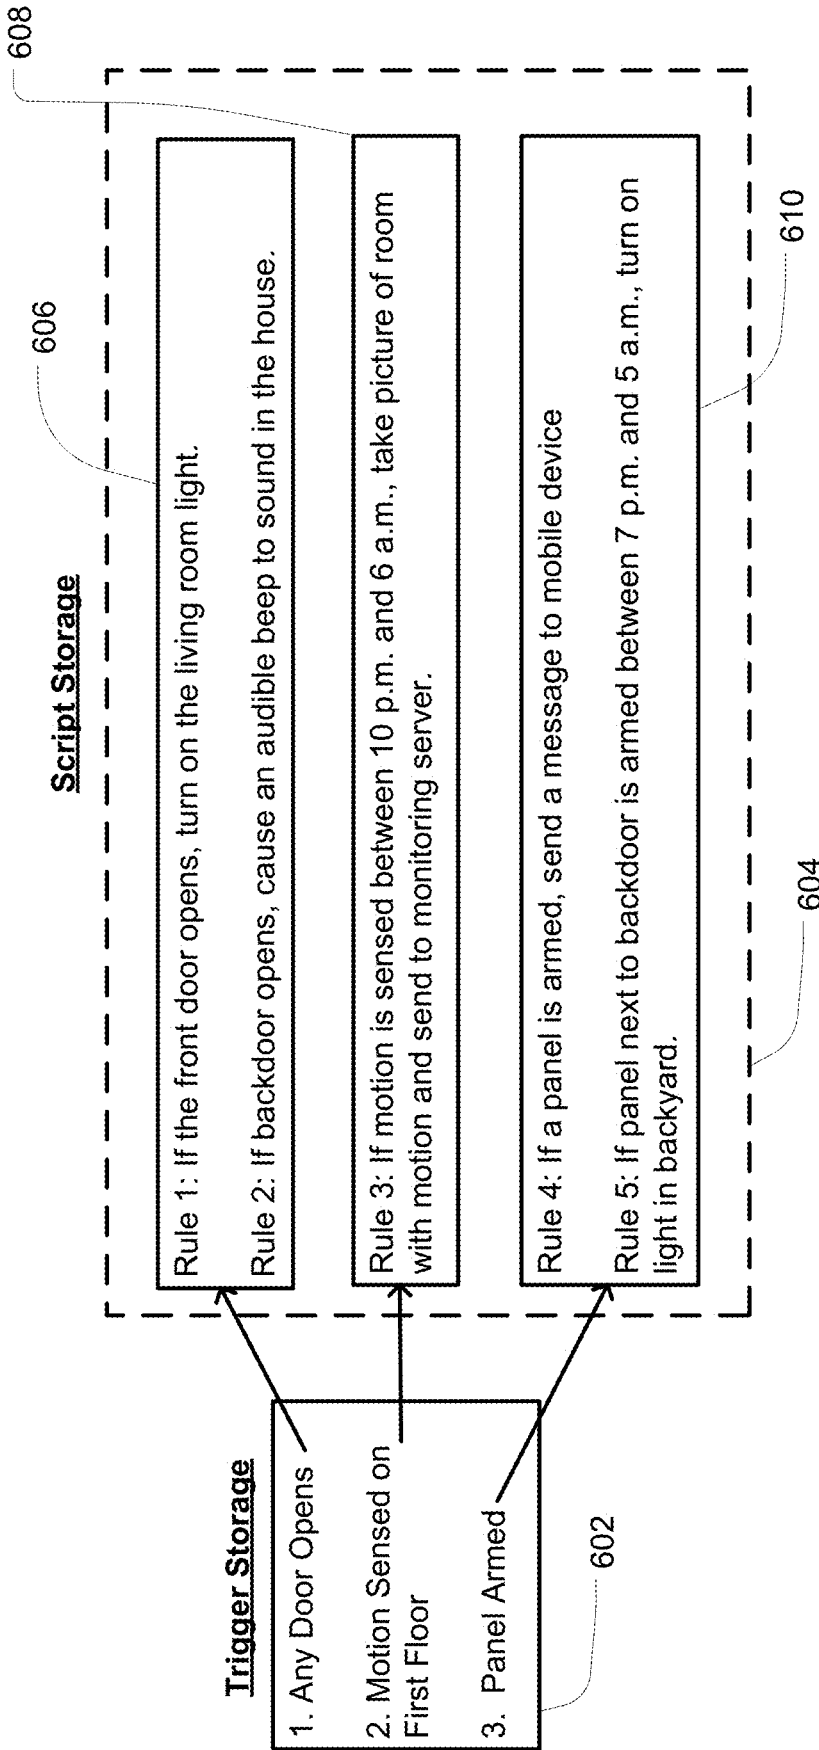 Trigger Storage
1. Any Door Opens
2. Motion Sensed on
First Floor
3. Panel Armed
602
Script Storage
606
Rule 1: If the front door opens, turn on the living room light.
Rule 2: If backdoor opens, cause an audible beep to sound in the house.
608
Rule 3: If motion is sensed between 10 p.m. and 6 a.m., take picture of room
with motion and send to monitoring server.
Rule 4: If a panel is armed, send a message to mobile device
Rule 5: If panel next to backdoor is armed between 7 p.m. and 5 a.m., turn on
light in backyard.
604
610